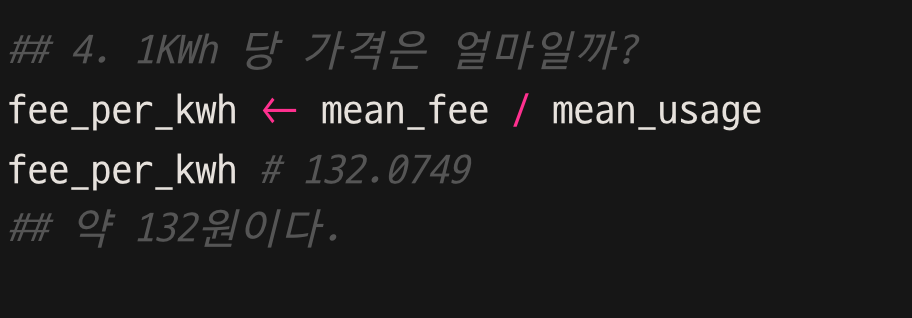 ## 4. 1KWh 당 가격은 얼마일까?
fee_per_kwh ← mean_fee / mean_usage
fee_per_kwh # 132.0749
## 약 132원이다.